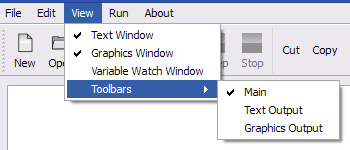 File Edit View Run About
Text Window
Graphics Window
Variable Watch Window
Toolbars
Main
Text Output
Graphics Output
New Stop Cut Copy